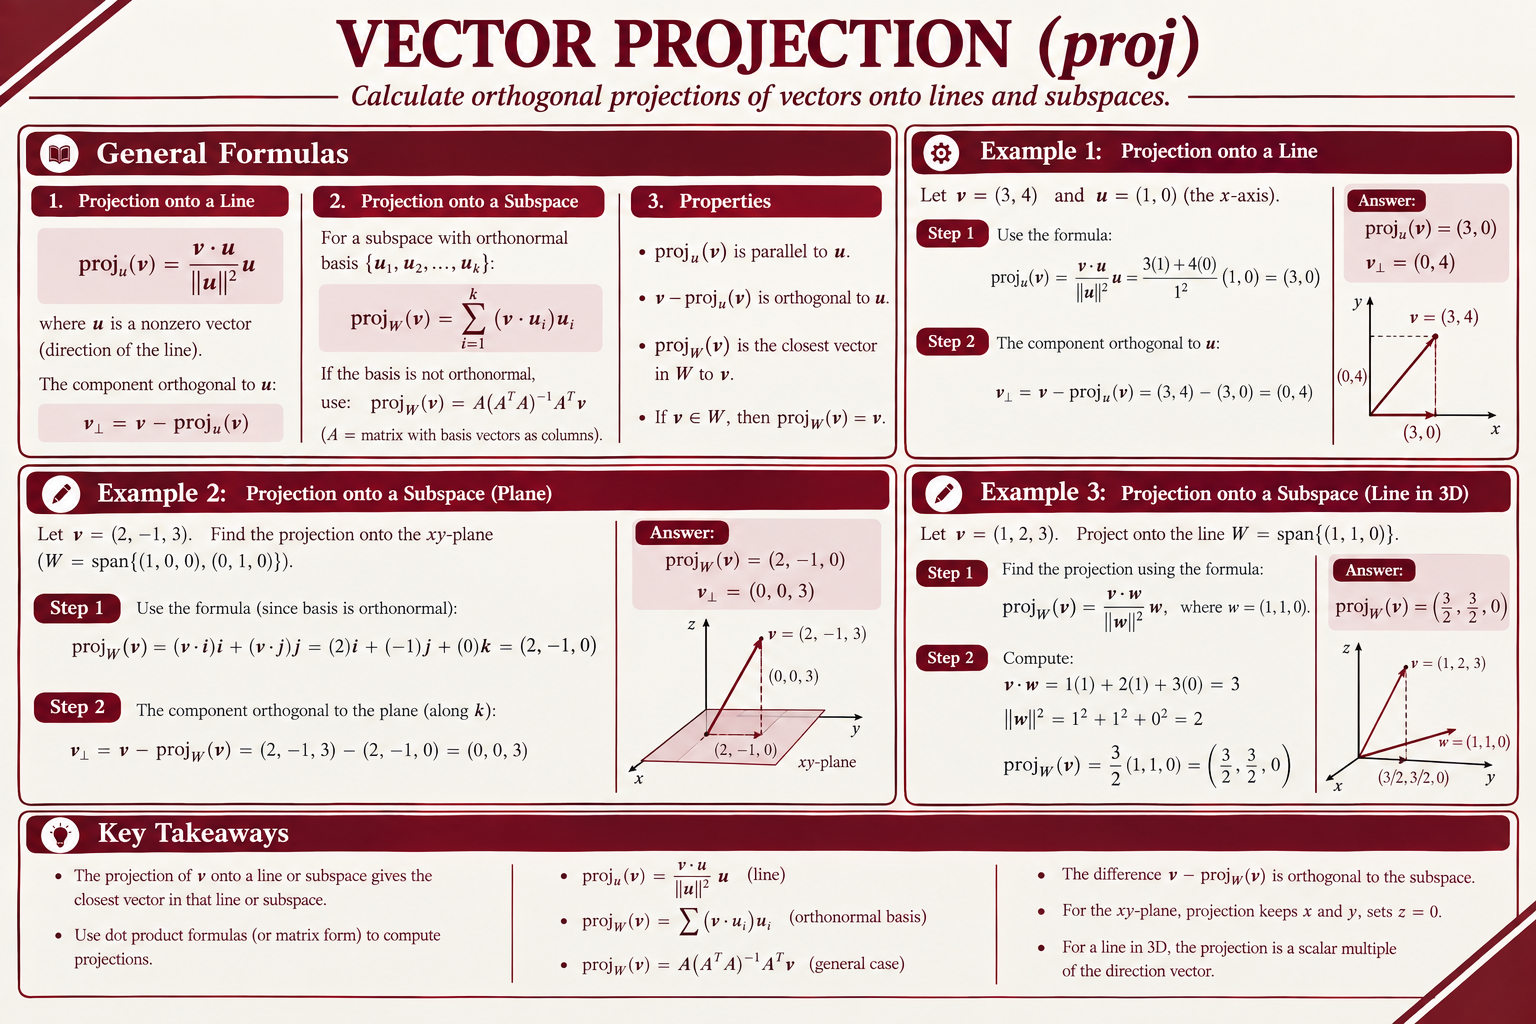 VECTOR PROJECTION (proj)
Calculate orthogonal projections of vectors onto lines and subspaces.
General Formulas
1. Projection onto a Line
proj_u(v) = (v · u)/||u||² u
where u is a nonzero vector
(direction of the line).
The component orthogonal to u:
v⊥ = v − proj_u(v)
2. Projection onto a Subspace
For a subspace with orthonormal
basis {u₁, u₂, ..., u_k}:
proj_W(v) = ∑_{i=1}^{k} (v · u_i)u_i
If the basis is not orthonormal,
use: proj_W(v) = A(AᵀA)⁻¹Aᵀv
(A = matrix with basis vectors as columns).
3. Properties
• proj_u(v) is parallel to u.
• v − proj_u(v) is orthogonal to u.
• proj_W(v) is the closest vector
in W to v.
• If v ∈ W, then proj_W(v) = v.
Example 1: Projection onto a Line
Let v = (3, 4) and u = (1, 0) (the x-axis).
Step 1 Use the formula:
proj_u(v) = (v · u)/||u||² u = (3(1) + 4(0))/1² (1, 0) = (3, 0)
Step 2 The component orthogonal to u:
v⊥ = v − proj_u(v) = (3, 4) − (3, 0) = (0, 4)
Answer:
proj_u(v) = (3, 0)
v⊥ = (0, 4)
y
v = (3, 4)
(0,4)
(3, 0)
x
Example 2: Projection onto a Subspace (Plane)
Let v = (2, −1, 3). Find the projection onto the xy-plane
(W = span{(1, 0, 0), (0, 1, 0)}).
Step 1 Use the formula (since basis is orthonormal):
proj_W(v) = (v · i)i + (v · j)j = (2)i + (−1)j + (0)k = (2, −1, 0)
Step 2 The component orthogonal to the plane (along k):
v⊥ = v − proj_W(v) = (2, −1, 3) − (2, −1, 0) = (0, 0, 3)
Answer:
proj_W(v) = (2, −1, 0)
v⊥ = (0, 0, 3)
z
v = (2, −1, 3)
(0, 0, 3)
y
(2, −1, 0)
xy-plane
x
Example 3: Projection onto a Subspace (Line in 3D)
Let v = (1, 2, 3). Project onto the line W = span{(1, 1, 0)}.
Step 1 Find the projection using the formula:
proj_W(v) = (v · w)/||w||² w, where w = (1, 1, 0).
Step 2 Compute:
v · w = 1(1) + 2(1) + 3(0) = 3
||w||² = 1² + 1² + 0² = 2
proj_W(v) = 3/2 (1, 1, 0) = (3/2, 3/2, 0)
Answer:
proj_W(v) = (3/2, 3/2, 0)
z
v = (1, 2, 3)
w = (1, 1, 0)
(3/2, 3/2, 0)
y
x
Key Takeaways
• The projection of v onto a line or subspace gives the
closest vector in that line or subspace.
• Use dot product formulas (or matrix form) to compute
projections.
• proj_u(v) = (v · u)/||u||² u (line)
• proj_W(v) = ∑ (v · u_i)u_i (orthonormal basis)
• proj_W(v) = A(AᵀA)⁻¹Aᵀv (general case)
• The difference v − proj_W(v) is orthogonal to the subspace.
• For the xy-plane, projection keeps x and y, sets z = 0.
• For a line in 3D, the projection is a scalar multiple
of the direction vector.